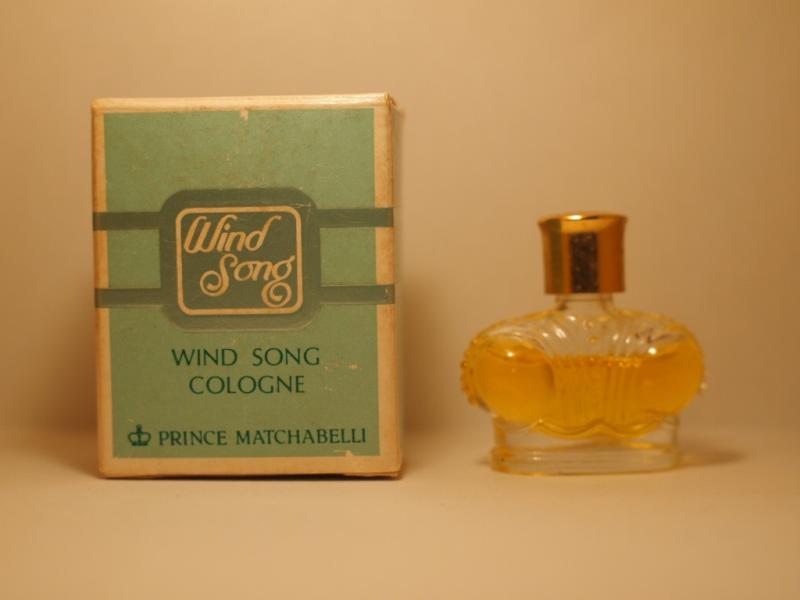 Wind
Song
WIND SONG
COLOGNE
PRINCE MATCHABELLI